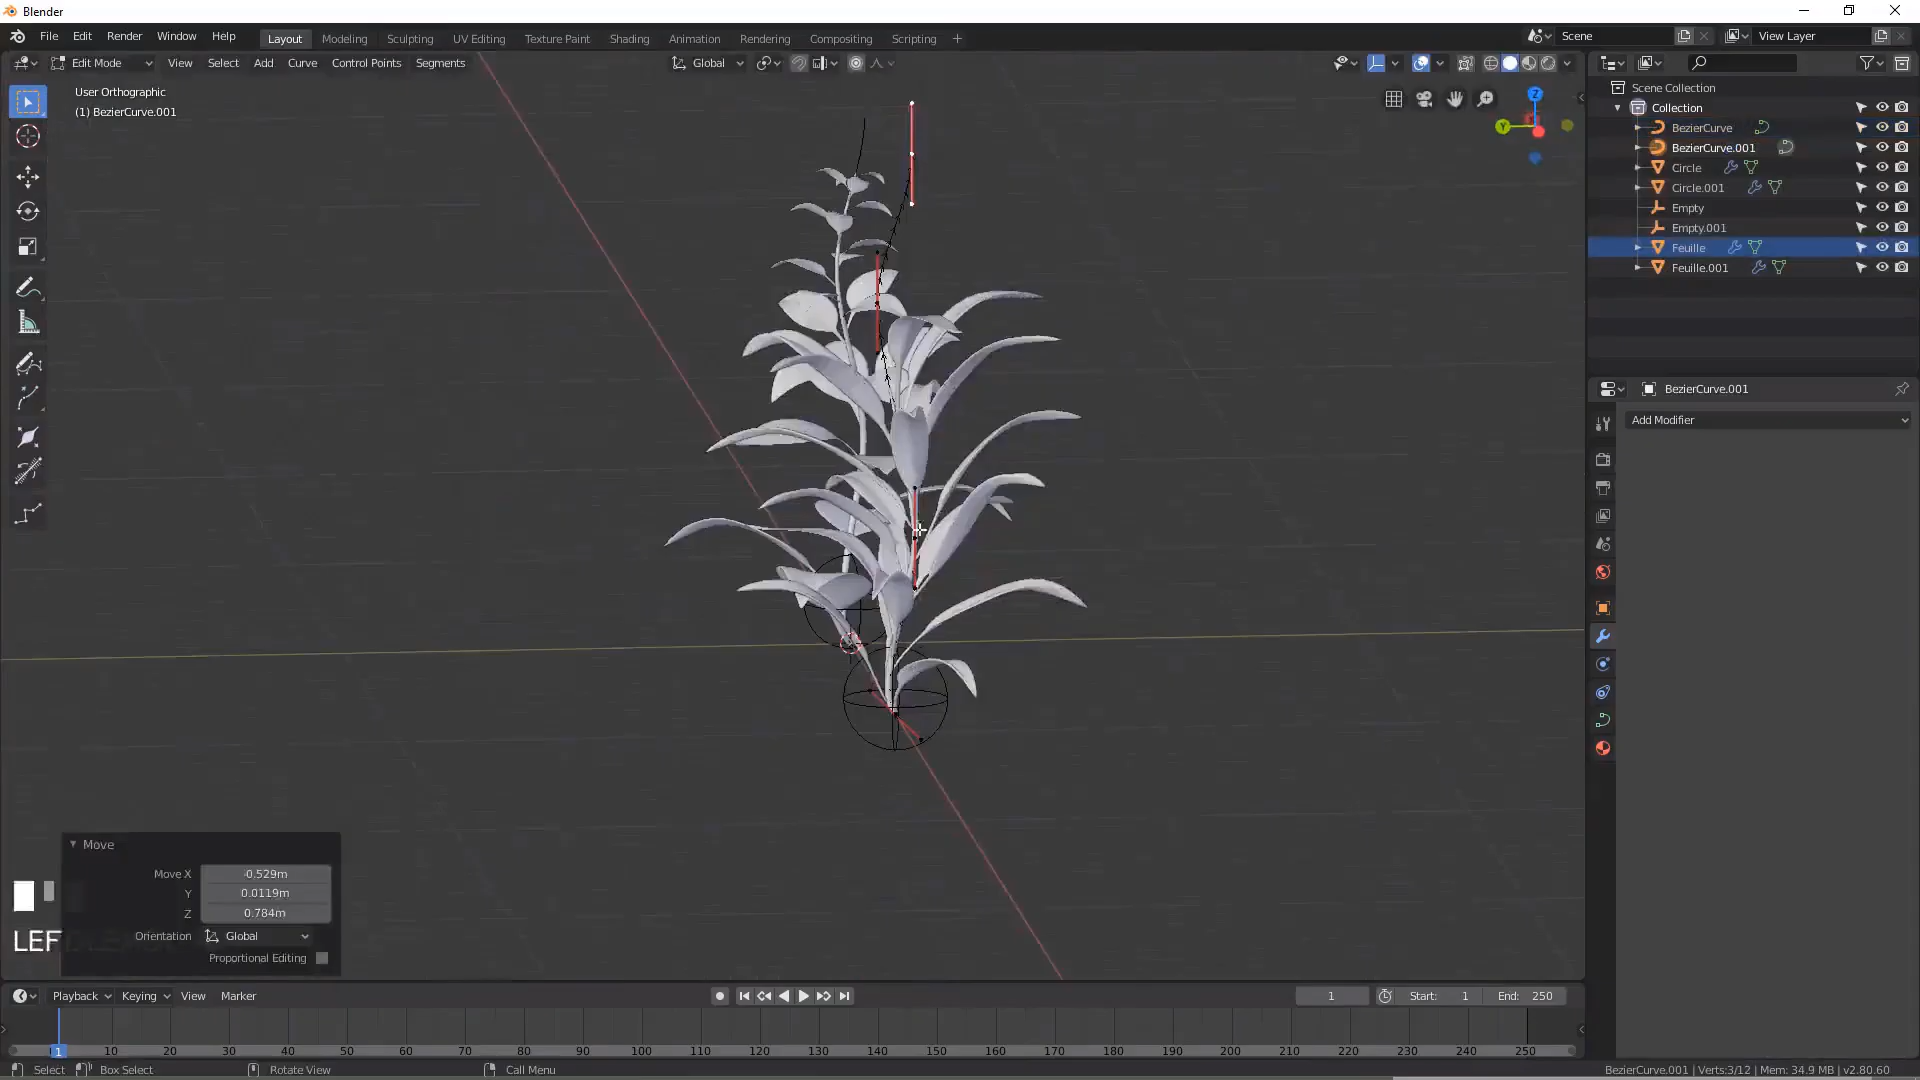 Blender
File Edit Render Window Help
Layout Modeling Sculpting UV Editing Texture Paint Shading Animation Rendering Compositing Scripting +
Scene
View Layer
Edit Mode View Select Add Curve Control Points Segments
Global
User Orthographic
(1) BezierCurve.001
Z
Y
Scene Collection
Collection
BezierCurve
BezierCurve.001
Circle
Circle.001
Empty
Empty.001
Feuille
Feuille.001
BezierCurve.001
Add Modifier
Move
Move X 0.529m
Y 0.0119m
Z 0.784m
Orientation Global
Proportional Editing
LEF
Playback Keying View Marker
1 Start: 1 End: 250
1 10 20 30 40 50 60 70 80 90 100 110 120 130 140 150 160 170 180 190 200 210 220 230 240 250
Select Box Select Rotate View Call Menu
BezierCurve.001 | Verts:3/12 | Mem: 34.9 MB | v2.80.60